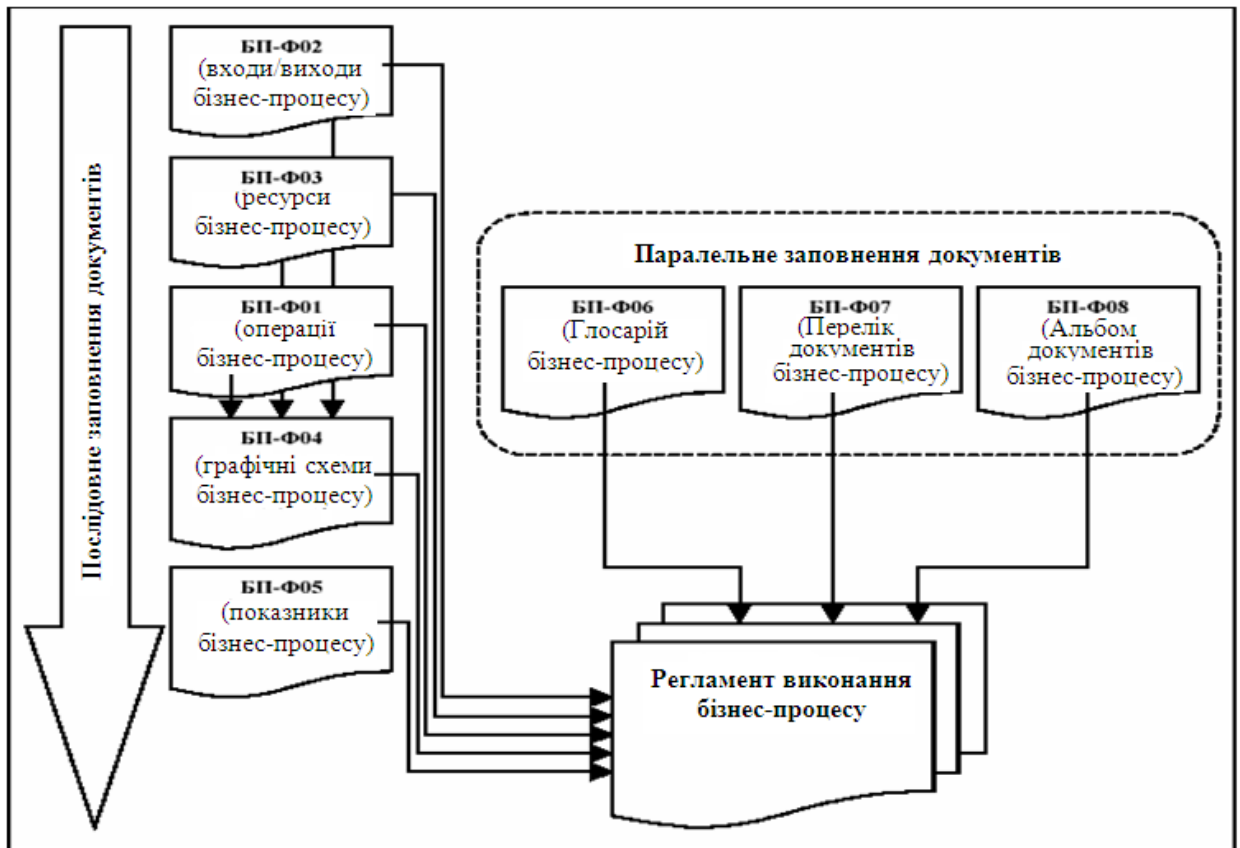 Послідовне заповнення документів
БП-Ф02
(входи/виходи
бізнес-процесу)
БП-Ф03
(ресурси
бізнес-процесу)
БП-Ф01
(операції
бізнес-процесу)
БП-Ф04
(графічні схеми
бізнес-процесу)
БП-Ф05
(показники
бізнес-процесу)
Паралельне заповнення документів
БП-Ф06
(Глосарій
бізнес-процесу)
БП-Ф07
(Перелік
документів
бізнес-процесу)
БП-Ф08
(Альбом
документів
бізнес-процесу)
Регламент виконання
бізнес-процесу